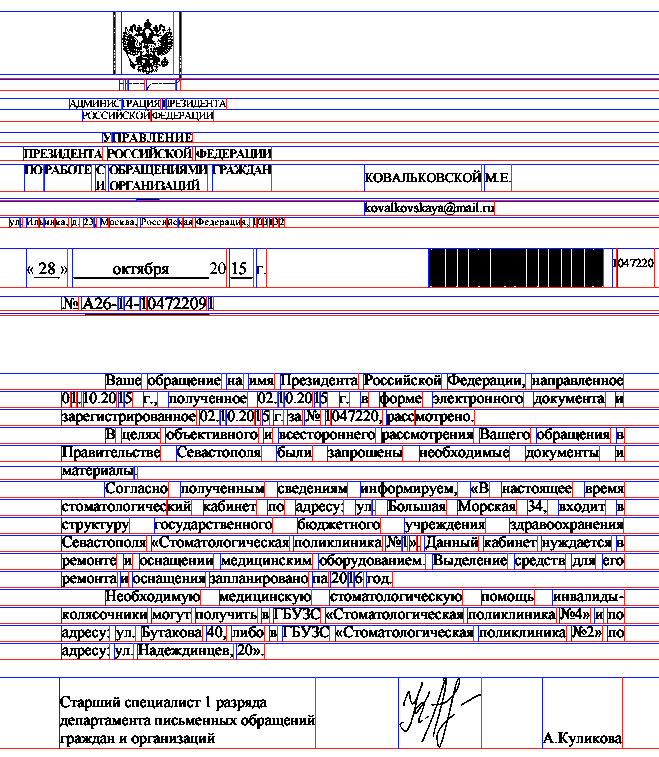 АДМИНИСТРАЦИЯ ПРЕЗИДЕНТА
РОССИЙСКОЙ ФЕДЕРАЦИИ
УПРАВЛЕНИЕ
ПРЕЗИДЕНТА РОССИЙСКОЙ ФЕДЕРАЦИИ
ПО РАБОТЕ С ОБРАЩЕНИЯМИ ГРАЖДАН
И ОРГАНИЗАЦИЙ
КОВАЛЬКОВСКОЙ М.Е.
kovalkovskaya@mail.ru
ул. Ильинка, д. 23, Москва, Российская Федерация, 103132
« 28 » октября 20 15 г.
1047220
№ А26-14-104722091
Ваше обращение на имя Президента Российской Федерации, направленное
01.10.2015 г., полученное 02.10.2015 г. в форме электронного документа и
зарегистрированное 02.10.2015 г. за № 1047220, рассмотрено.
В целях объективного и всестороннего рассмотрения Вашего обращения в
Правительстве Севастополя были запрошены необходимые документы и
материалы.
Согласно полученным сведениям информируем, «В настоящее время
стоматологический кабинет по адресу: ул. Большая Морская 34, входит в
структуру государственного бюджетного учреждения здравоохранения
Севастополя «Стоматологическая поликлиника №1». Данный кабинет нуждается в
ремонте и оснащении медицинским оборудованием. Выделение средств для его
ремонта и оснащения запланировано на 2016 год.
Необходимую медицинскую стоматологическую помощь инвалиды-
колясочники могут получить в ГБУЗС «Стоматологическая поликлиника №4» и по
адресу: ул. Бутакова 40, либо в ГБУЗС «Стоматологическая поликлиника №2» по
адресу: ул. Надеждинцев, 20».
Старший специалист 1 разряда
департамента письменных обращений
граждан и организаций
А.Куликова